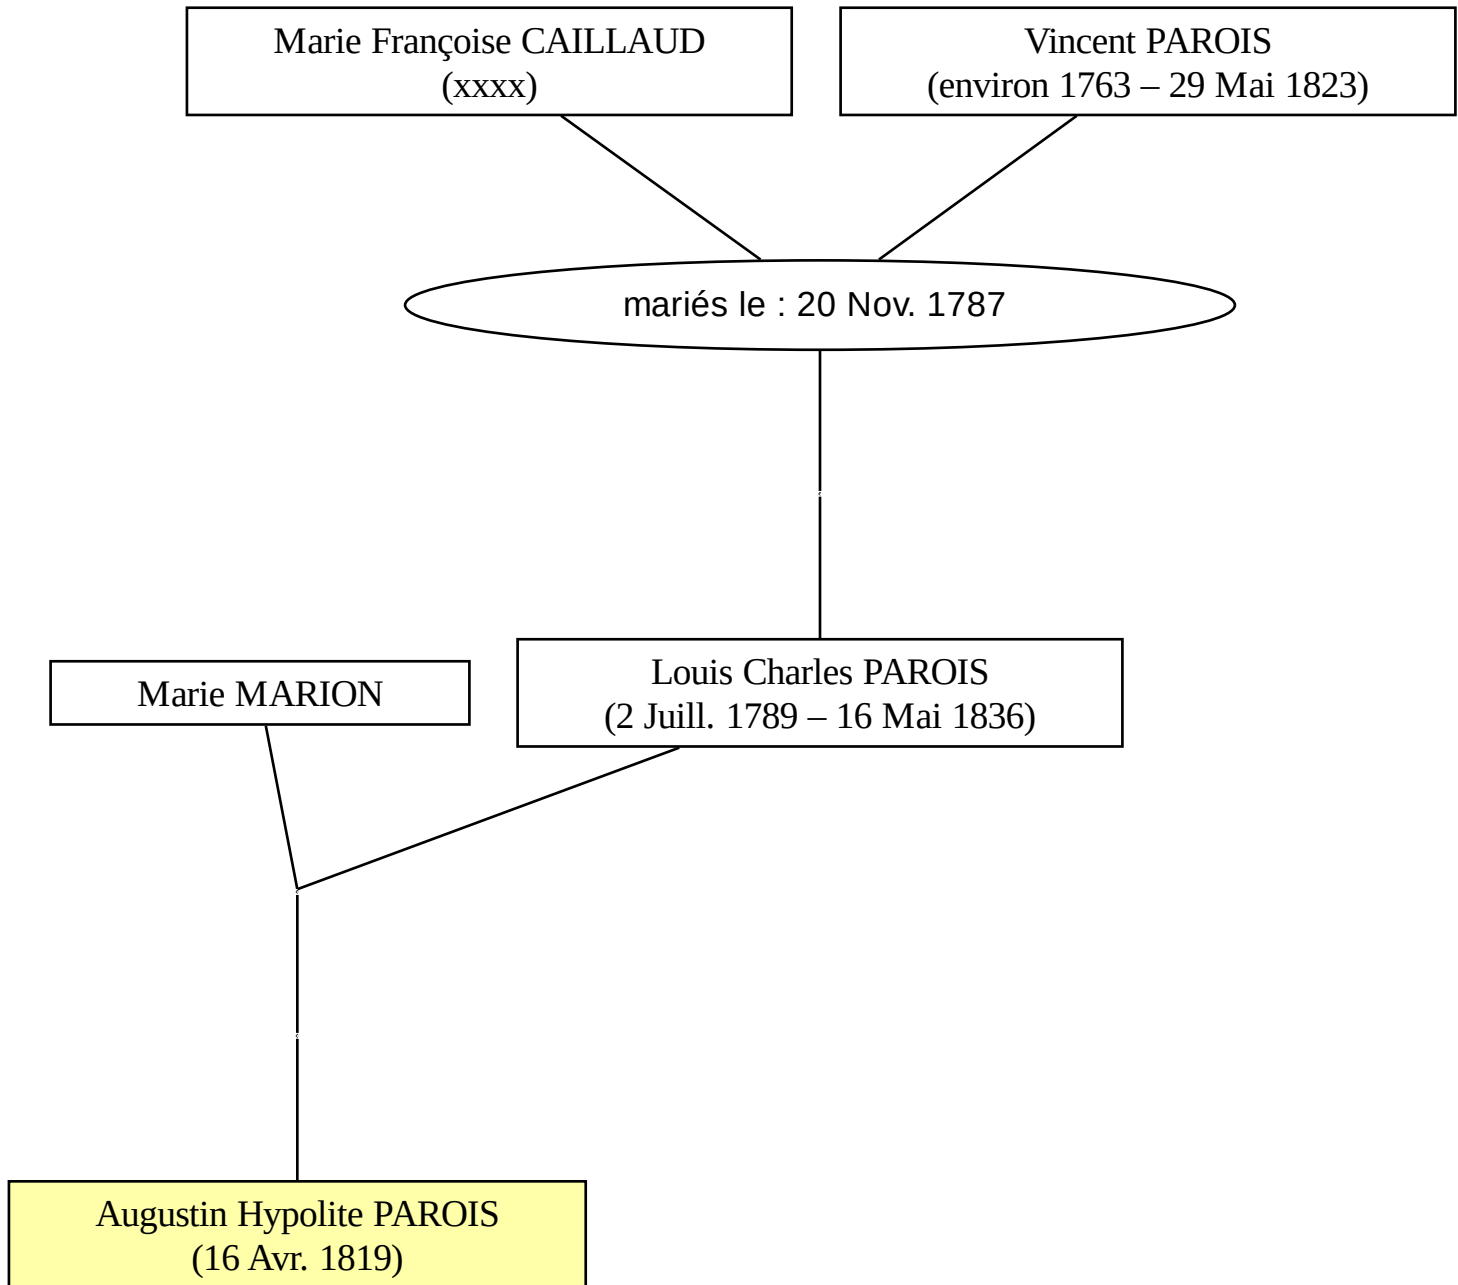 Marie Françoise CAILLAUD
(xxxx)
Vincent PAROIS
(environ 1763 – 29 Mai 1823)
mariés le : 20 Nov. 1787
Marie MARION
Louis Charles PAROIS
(2 Juill. 1789 – 16 Mai 1836)
Augustin Hypolite PAROIS
(16 Avr. 1819)